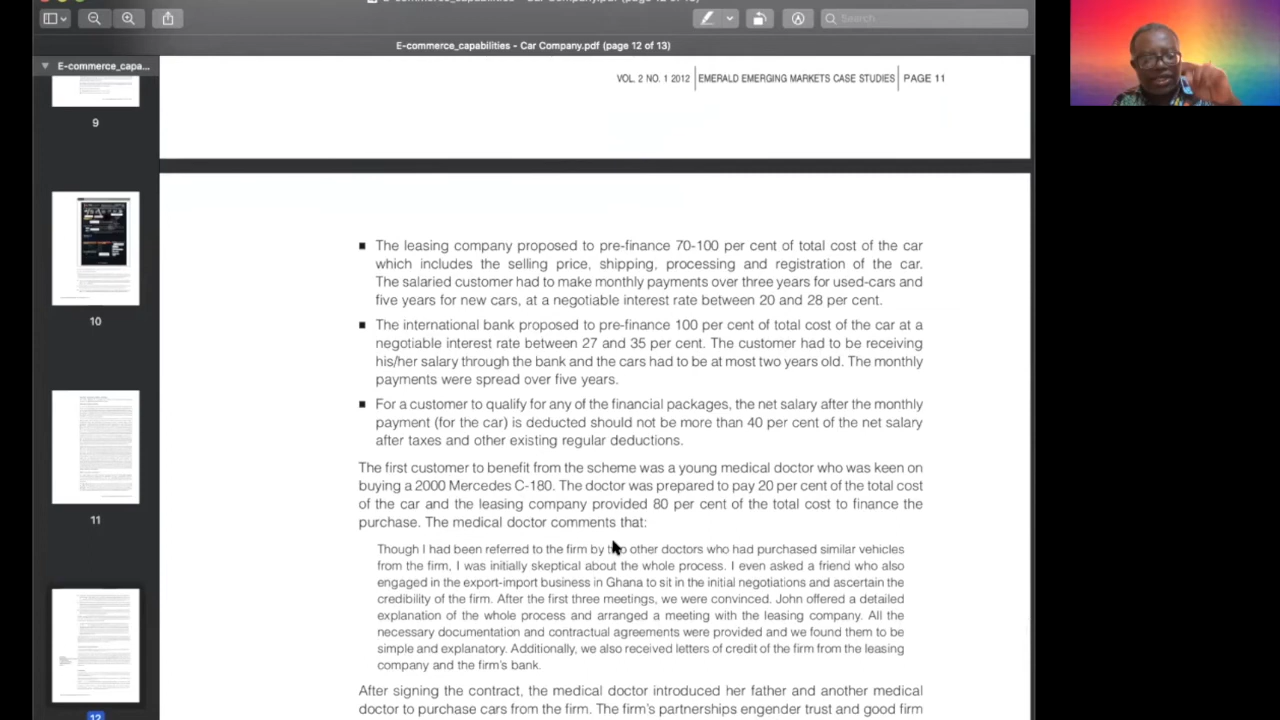 Search
E-commerce_capabilities - Car Company.pdf (page 12 of 13)
E-commerce_capa...
9
10
11
12
VOL. 2 NO. 1 2012 | EMERALD EMERGING MARKETS CASE STUDIES | PAGE 11
■ The leasing company proposed to pre-finance 70-100 per cent of total cost of the car
which includes the selling price, shipping, processing and registration of the car.
The salaried customer had to make monthly payments over three years for used-cars and
five years for new cars, at a negotiable interest rate between 20 and 28 per cent.
■ The international bank proposed to pre-finance 100 per cent of total cost of the car at a
negotiable interest rate between 27 and 35 per cent. The customer had to be receiving
his/her salary through the bank and the cars had to be at most two years old. The monthly
payments were spread over five years.
■ For a customer to qualify for any of the financial packages, the net salary after the monthly
payment (for the car) is deducted should not be more than 40 per cent of the net salary
after taxes and other existing regular deductions.
The first customer to benefit from the scheme was a young medical doctor who was keen on
buying a 2000 Mercedes C-180. The doctor was prepared to pay 20 per cent of the total cost
of the car and the leasing company provided 80 per cent of the total cost to finance the
purchase. The medical doctor comments that:
Though I had been referred to the firm by two other doctors who had purchased similar vehicles
from the firm, I was initially skeptical about the whole process. I even asked a friend who also
engaged in the export-import business in Ghana to sit in the initial negotiations and ascertain the
credibility of the firm. After the first three meetings, we were convinced. John offered a detailed
explanation of the whole process and arranged a meeting with the leasing company. All the
necessary documentation and contractual agreements were provided and we found them to be
simple and explanatory. Additionally, we also received letters of credit of the firm from the leasing
company and the firm's bank.
After signing the contract, the medical doctor introduced her father and another medical
doctor to purchase cars from the firm. The firm's partnerships engender trust and good firm